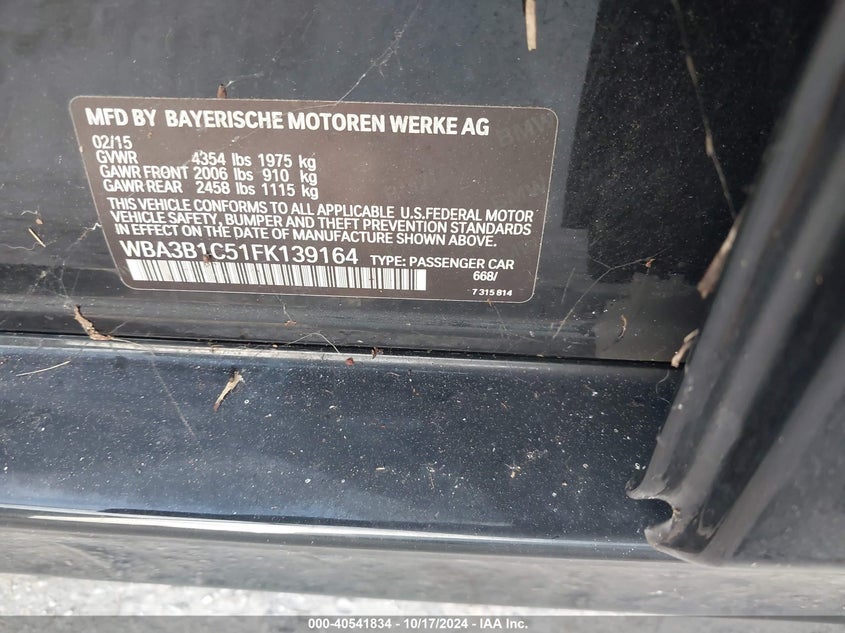 MFD BY BAYERISCHE MOTOREN WERKE AG
02/15
GVWR 4354 lbs 1975 kg
GAWR FRONT 2006 lbs 910 kg
GAWR REAR 2458 lbs 1115 kg
THIS VEHICLE CONFORMS TO ALL APPLICABLE U.S.FEDERAL MOTOR
VEHICLE SAFETY, BUMPER AND THEFT PREVENTION STANDARDS
IN EFFECT ON THE DATE OF MANUFACTURE SHOWN ABOVE.
WBA3B1C51FK139164 TYPE: PASSENGER CAR
668/
7 315 814
000-40541834 | 10/17/2024 | IAA Inc.